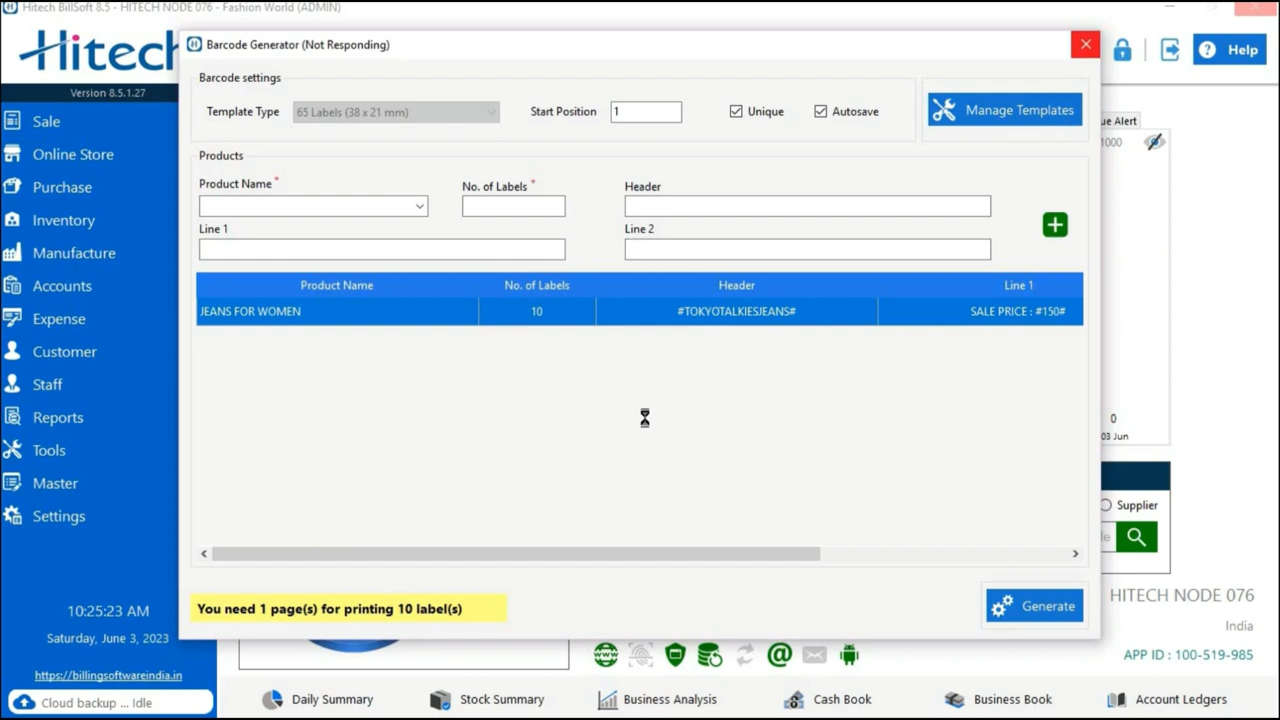 Hitech BillSoft 8.5 - HITECH NODE 076 - Fashion World (ADMIN)
Hitech
Version 8.5.1.27
Sale
Online Store
Purchase
Inventory
Manufacture
Accounts
Expense
Customer
Staff
Reports
Tools
Master
Settings
10:25:23 AM
Saturday, June 3, 2023
https://billingsoftwareindia.in
Cloud backup ... Idle
Barcode Generator (Not Responding)
Barcode settings
Template Type 65 Labels (38 x 21 mm) Start Position 1 Unique Autosave Manage Templates
Products
Product Name * No. of Labels * Header
Line 1 Line 2
Product Name No. of Labels Header Line 1
JEANS FOR WOMEN 10 #TOKYOTALKIESJEANS# SALE PRICE : #150#
You need 1 page(s) for printing 10 label(s)
Generate
? Help
ue Alert
1000
0
03 Jun
Supplier
HITECH NODE 076
India
APP ID : 100-519-985
Daily Summary Stock Summary Business Analysis Cash Book Business Book Account Ledgers